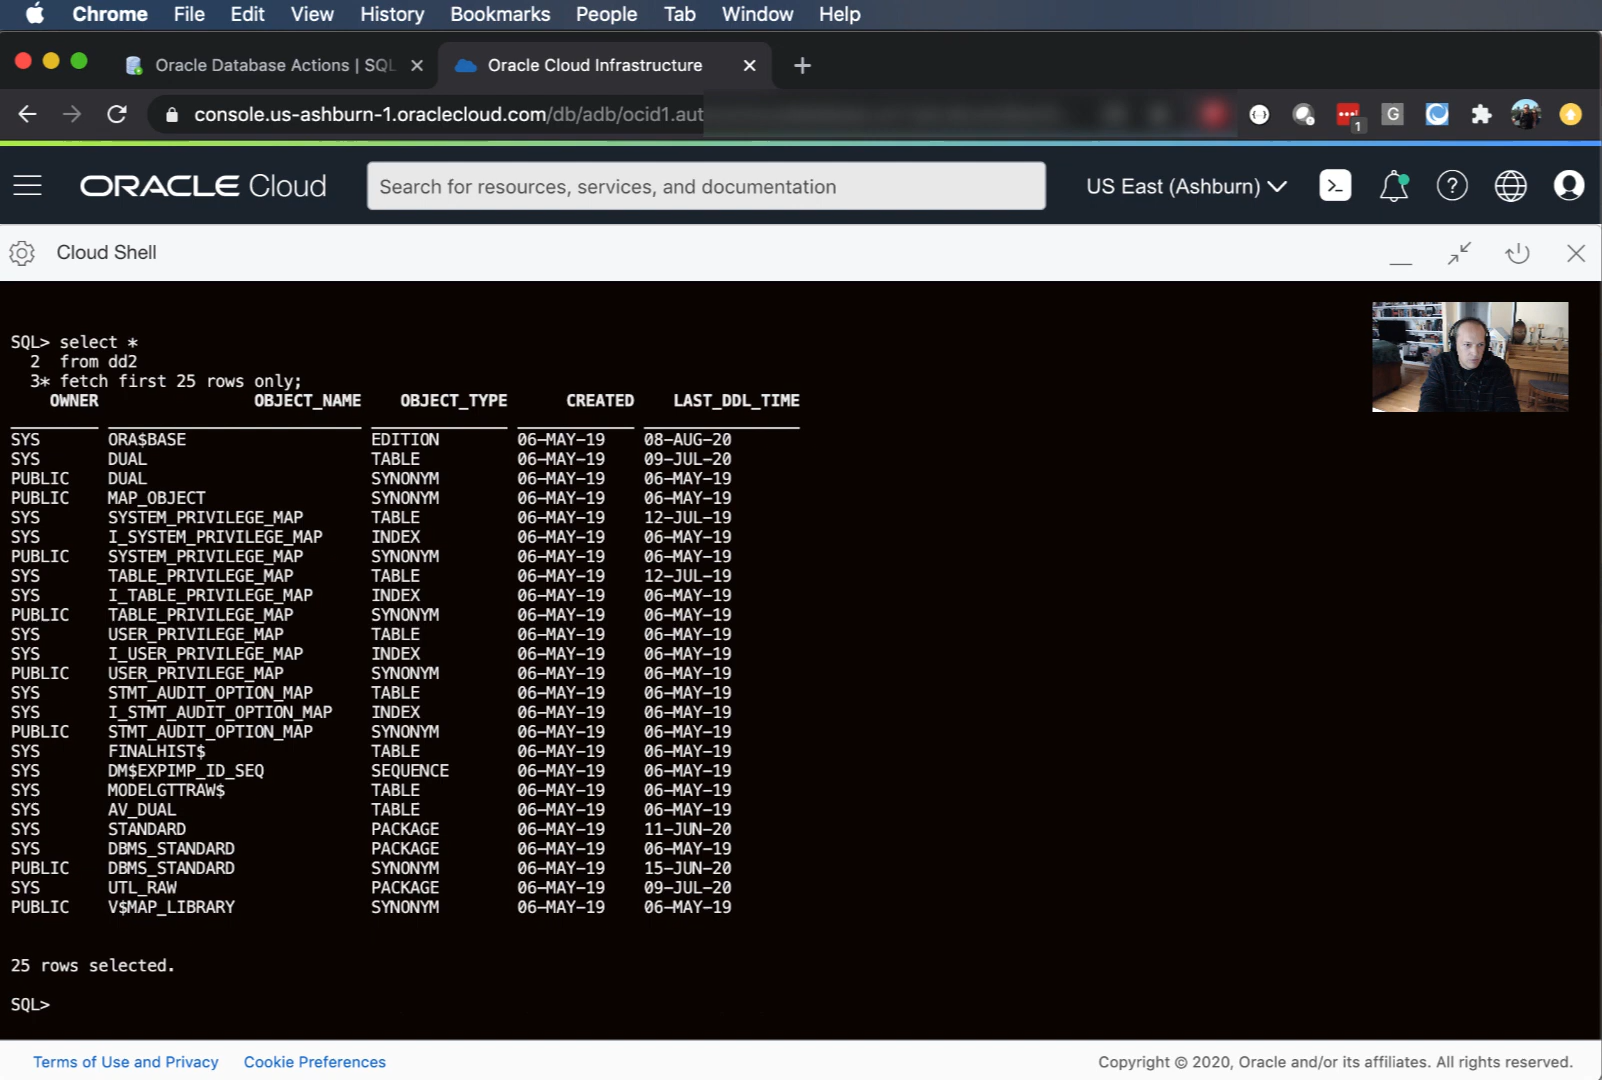 Chrome File Edit View History Bookmarks People Tab Window Help
Oracle Database Actions | SQL
Oracle Cloud Infrastructure
console.us-ashburn-1.oraclecloud.com/db/adb/ocid1.aut
1
G
ORACLE Cloud
Search for resources, services, and documentation
US East (Ashburn)
Cloud Shell
SQL> select *
2 from dd2
3* fetch first 25 rows only;
OWNER OBJECT_NAME OBJECT_TYPE CREATED LAST_DDL_TIME
SYS ORA$BASE EDITION 06-MAY-19 08-AUG-20
SYS DUAL TABLE 06-MAY-19 09-JUL-20
PUBLIC DUAL SYNONYM 06-MAY-19 06-MAY-19
PUBLIC MAP_OBJECT SYNONYM 06-MAY-19 06-MAY-19
SYS SYSTEM_PRIVILEGE_MAP TABLE 06-MAY-19 12-JUL-19
SYS I_SYSTEM_PRIVILEGE_MAP INDEX 06-MAY-19 06-MAY-19
PUBLIC SYSTEM_PRIVILEGE_MAP SYNONYM 06-MAY-19 06-MAY-19
SYS TABLE_PRIVILEGE_MAP TABLE 06-MAY-19 12-JUL-19
SYS I_TABLE_PRIVILEGE_MAP INDEX 06-MAY-19 06-MAY-19
PUBLIC TABLE_PRIVILEGE_MAP SYNONYM 06-MAY-19 06-MAY-19
SYS USER_PRIVILEGE_MAP TABLE 06-MAY-19 06-MAY-19
SYS I_USER_PRIVILEGE_MAP INDEX 06-MAY-19 06-MAY-19
PUBLIC USER_PRIVILEGE_MAP SYNONYM 06-MAY-19 06-MAY-19
SYS STMT_AUDIT_OPTION_MAP TABLE 06-MAY-19 06-MAY-19
SYS I_STMT_AUDIT_OPTION_MAP INDEX 06-MAY-19 06-MAY-19
PUBLIC STMT_AUDIT_OPTION_MAP SYNONYM 06-MAY-19 06-MAY-19
SYS FINALHIST$ TABLE 06-MAY-19 06-MAY-19
SYS DM$EXPIMP_ID_SEQ SEQUENCE 06-MAY-19 06-MAY-19
SYS MODELGTTRAW$ TABLE 06-MAY-19 06-MAY-19
SYS AV_DUAL TABLE 06-MAY-19 06-MAY-19
SYS STANDARD PACKAGE 06-MAY-19 11-JUN-20
SYS DBMS_STANDARD PACKAGE 06-MAY-19 06-MAY-19
PUBLIC DBMS_STANDARD SYNONYM 06-MAY-19 15-JUN-20
SYS UTL_RAW PACKAGE 06-MAY-19 09-JUL-20
PUBLIC V$MAP_LIBRARY SYNONYM 06-MAY-19 06-MAY-19
25 rows selected.
SQL>
Terms of Use and Privacy Cookie Preferences
Copyright © 2020, Oracle and/or its affiliates. All rights reserved.